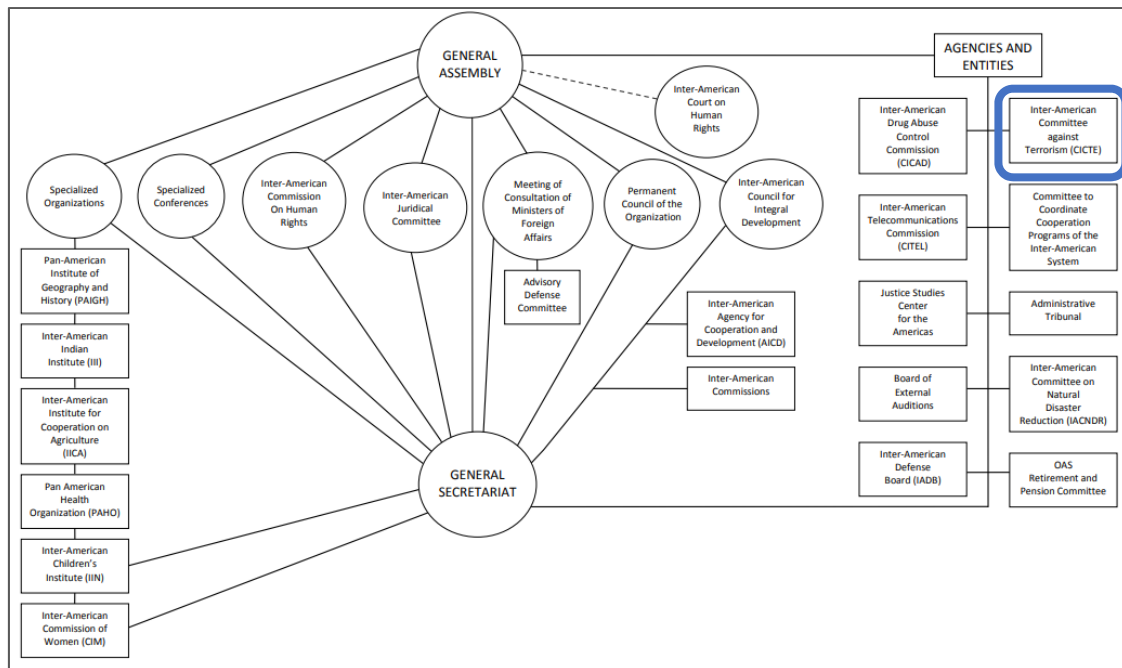 GENERAL
ASSEMBLY
AGENCIES AND
ENTITIES
Inter-American
Court on
Human
Rights
Inter-American
Drug Abuse
Control
Commission
(CICAD)
Inter-American
Committee
against
Terrorism (CICTE)
Specialized
Organizations
Specialized
Conferences
Inter-American
Commission
On Human
Rights
Inter-American
Juridical
Committee
Meeting of
Consultation of
Ministers of
Foreign
Affairs
Permanent
Council of the
Organization
Inter-American
Council for
Integral
Development
Inter-American
Telecommunications
Commission
(CITEL)
Committee to
Coordinate
Cooperation
Programs of the
Inter-American
System
Pan-American
Institute of
Geography and
History (PAIGH)
Advisory
Defense
Committee
Inter-American
Agency for
Cooperation and
Development (AICD)
Justice Studies
Center
for the
Americas
Administrative
Tribunal
Inter-American
Indian
Institute (III)
Inter-American
Commissions
Board of
External
Auditions
Inter-American
Committee on
Natural
Disaster
Reduction (IACNDR)
Inter-American
Institute for
Cooperation on
Agriculture
(IICA)
GENERAL
SECRETARIAT
Inter-American
Defense
Board (IADB)
OAS
Retirement and
Pension Committee
Pan American
Health
Organization (PAHO)
Inter-American
Children's
Institute (IIN)
Inter-American
Commission of
Women (CIM)